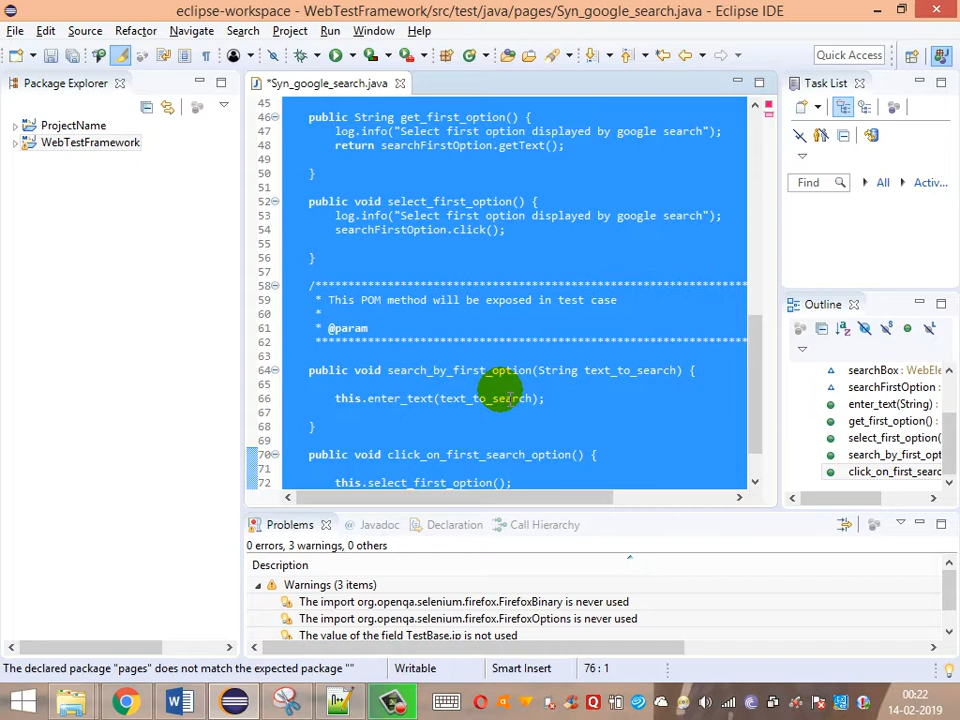 eclipse-workspace - WebTestFramework/src/test/java/pages/Syn_google_search.java - Eclipse IDE
File Edit Source Refactor Navigate Search Project Run Window Help
Quick Access
Package Explorer
*Syn_google_search.java
Task List
ProjectName
WebTestFramework
Find All Activ...
45
46 public String get_first_option() {
47 log.info("Select first option displayed by google search");
48 return searchFirstOption.getText();
49
50 }
51
52 public void select_first_option() {
53 log.info("Select first option displayed by google search");
54 searchFirstOption.click();
55
56 }
57
58 /*****************************************************************
59 * This POM method will be exposed in test case
60 *
61 * @param
62 *****************************************************************
63
64 public void search_by_first_option(String text_to_search) {
65
66 this.enter_text(text_to_search);
67
68 }
69
70 public void click_on_first_search_option() {
71
72 this.select_first_option();
Outline
searchBox : WebElem
searchFirstOption
enter_text(String) :
get_first_option() :
select_first_option(
search_by_first_opt
click_on_first_searc
Problems Javadoc Declaration Call Hierarchy
0 errors, 3 warnings, 0 others
Description
Warnings (3 items)
The import org.openqa.selenium.firefox.FirefoxBinary is never used
The import org.openqa.selenium.firefox.FirefoxOptions is never used
The value of the field TestBase.ip is not used
The declared package "pages" does not match the expected package "" Writable Smart Insert 76 : 1
00:22
14-02-2019